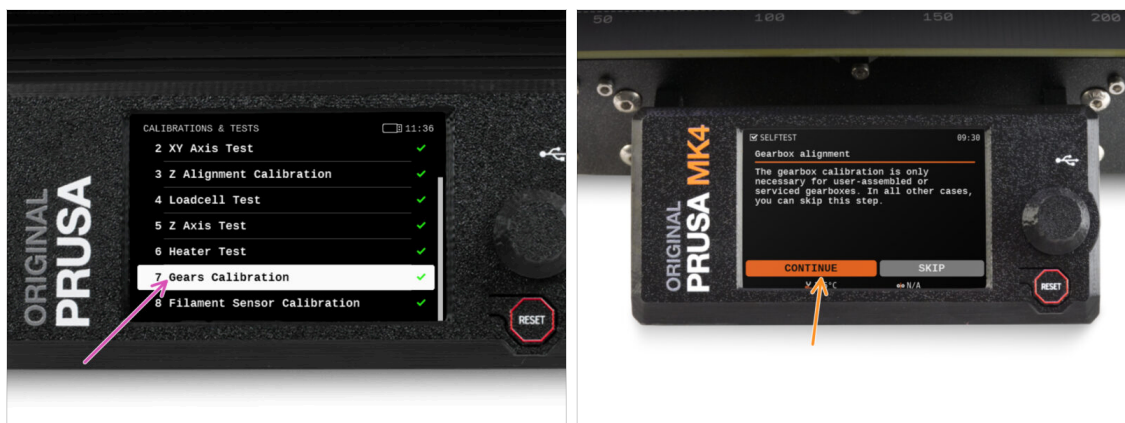 CALIBRATIONS & TESTS 11:36
2 XY Axis Test
3 Z Alignment Calibration
4 Loadcell Test
5 Z Axis Test
6 Heater Test
7 Gears Calibration
8 Filament Sensor Calibration
ORIGINAL
PRUSA
RESET
50 100 150 200
SELFTEST 09:30
Gearbox alignment
The gearbox calibration is only
necessary for user-assembled or
serviced gearboxes. In all other cases,
you can skip this step.
CONTINUE SKIP
N/A
ORIGINAL
PRUSA MK4
RESET